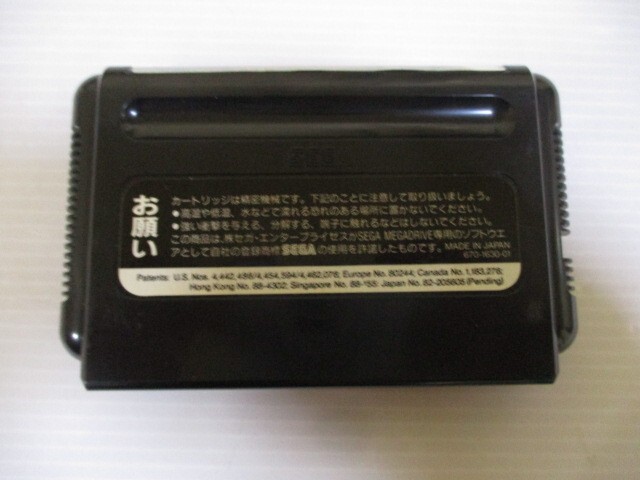 SEGA
お願い
カートリッジは精密機械です。下記のことに注意して取り扱いましょう。
●高温や低温、水などで濡れる恐れのある場所に置かないでください。
●強い衝撃を与える、分解する、端子に触れるなどはしないでください。
この商品は、㈱セガ・エンタープライゼスがSEGA MEGADRIVE専用のソフトウエ
アとして自社の登録商標SEGAの使用を許諾したものです。 MADE IN JAPAN
670-1630-01
Patents: U.S. Nos. 4,442,486/4,454,594/4,462,076; Europe No. 80244; Canada No. 1,183,276;
Hong Kong No. 88-4302; Singapore No. 88-155; Japan No. 82-205605 (Pending)